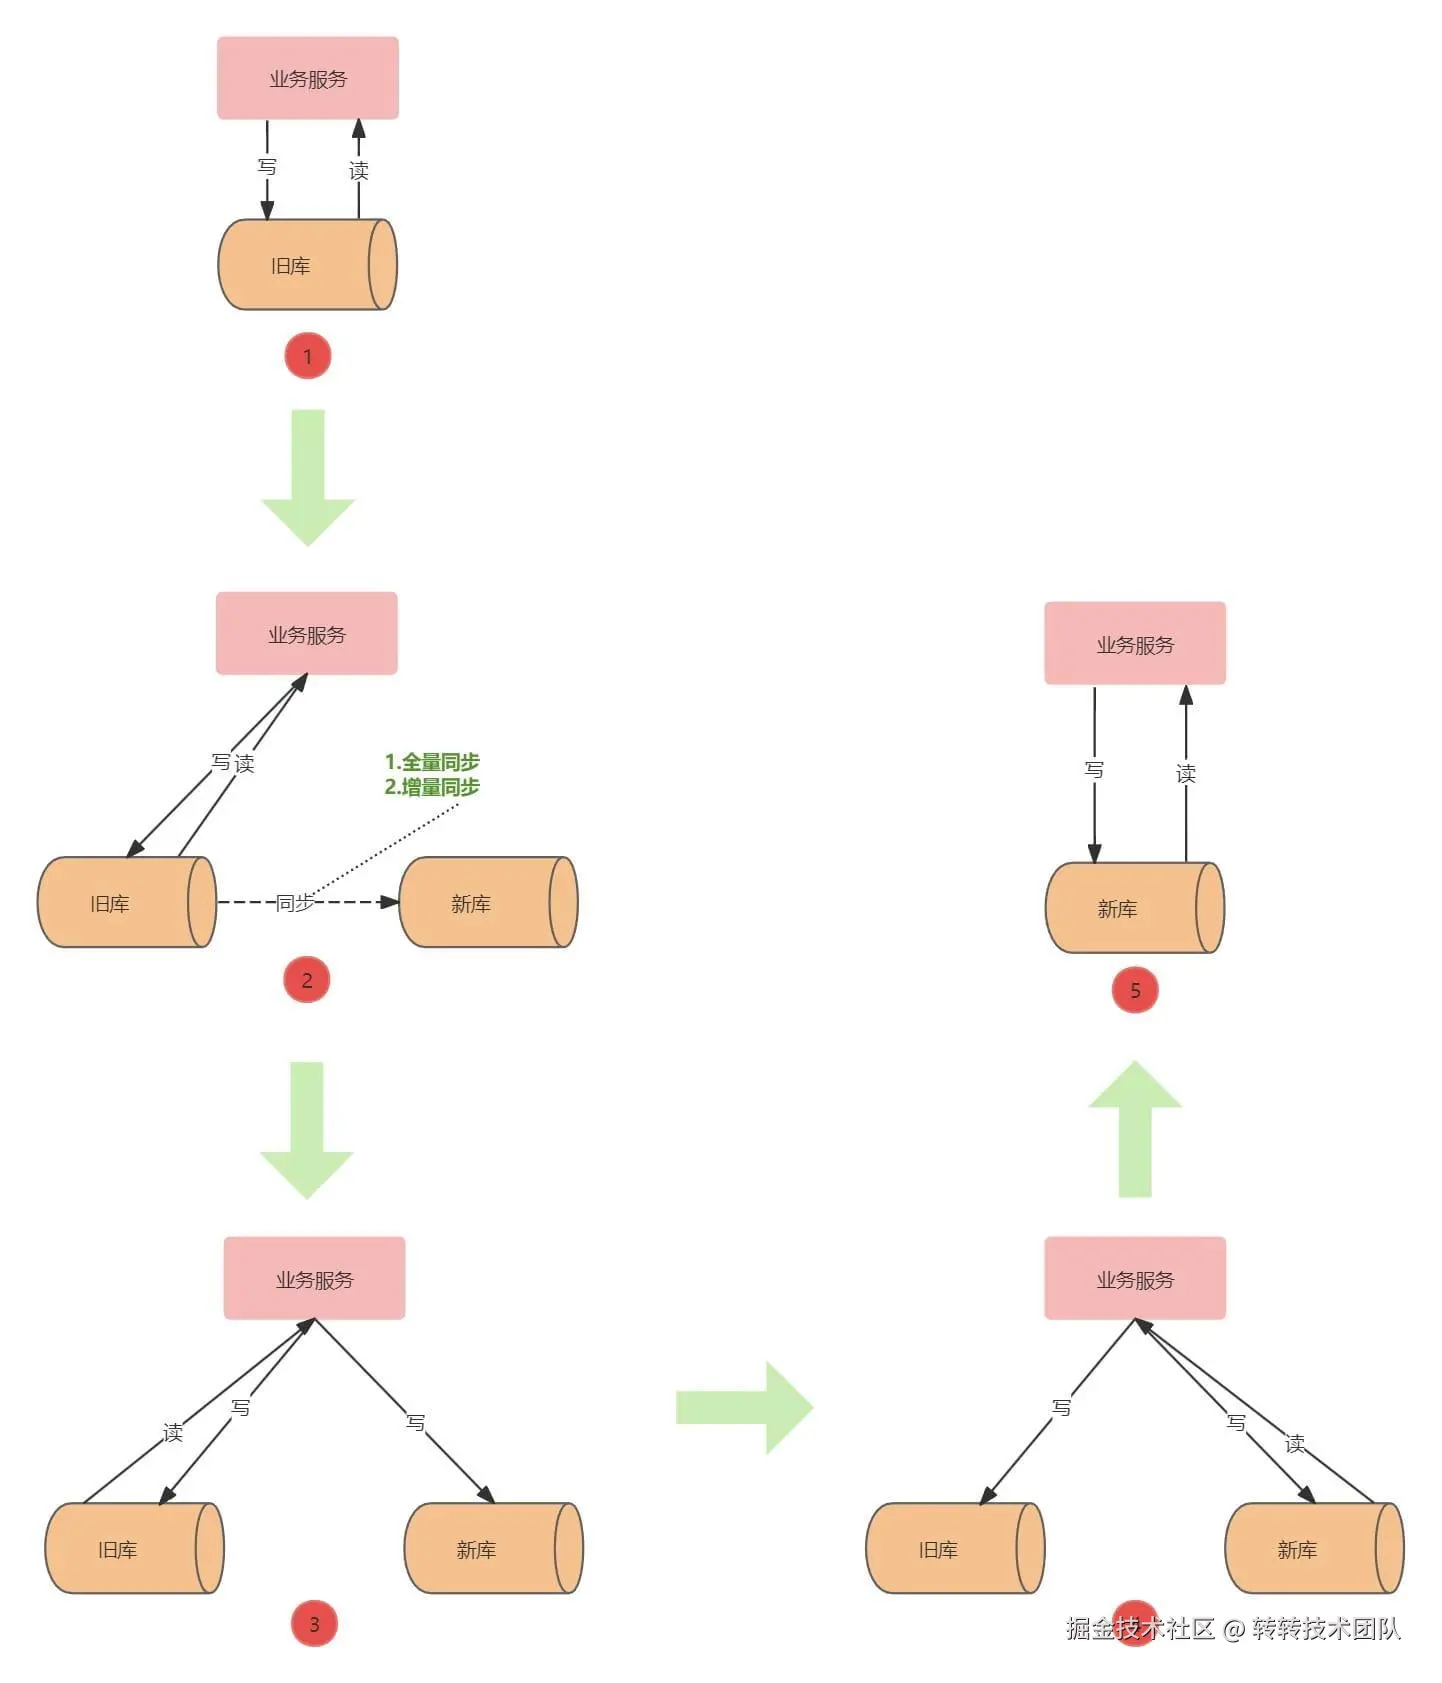 业务服务
写
读
旧库
1
业务服务
写
读
1.全量同步
2.增量同步
旧库
同步
新库
2
业务服务
读
写
写
旧库
新库
3
业务服务
写
写
读
旧库
新库
业务服务
写
读
新库
5
掘金技术社区 @ 转转技术团队